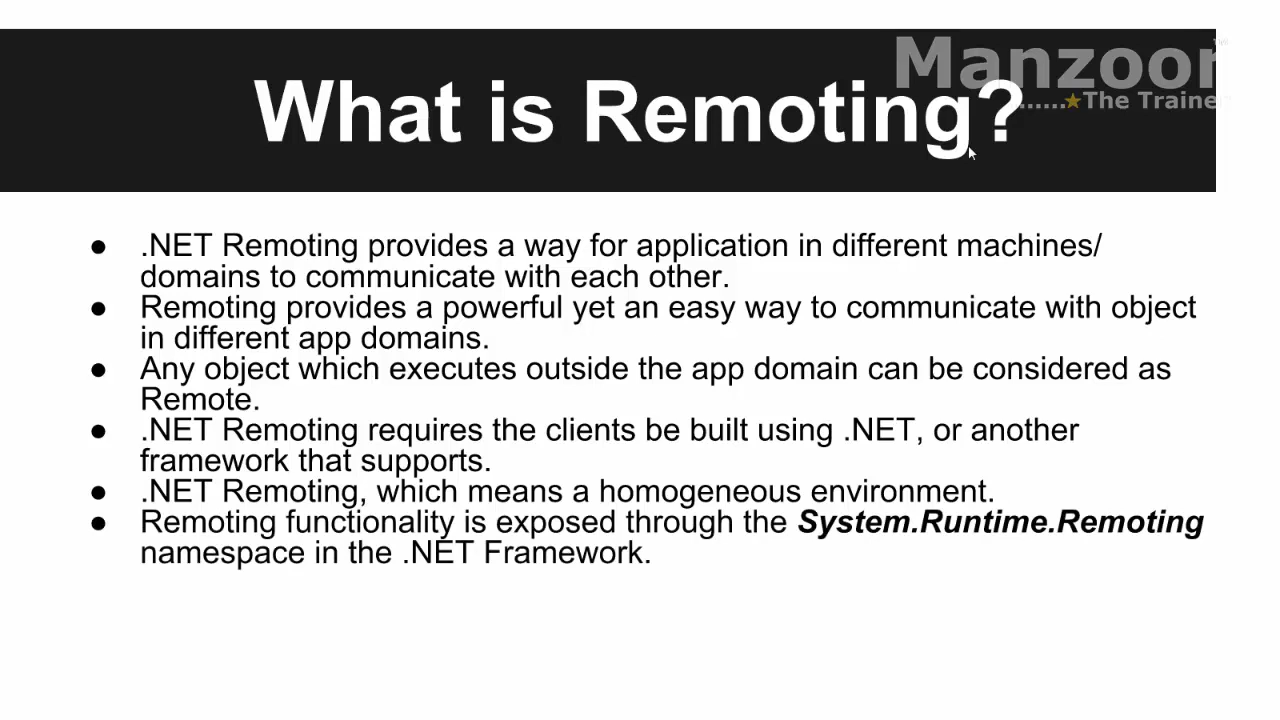 Manzoor
......★The Trainer
What is Remoting?
● .NET Remoting provides a way for application in different machines/
domains to communicate with each other.
● Remoting provides a powerful yet an easy way to communicate with object
in different app domains.
● Any object which executes outside the app domain can be considered as
Remote.
● .NET Remoting requires the clients be built using .NET, or another
framework that supports.
● .NET Remoting, which means a homogeneous environment.
● Remoting functionality is exposed through the System.Runtime.Remoting
namespace in the .NET Framework.